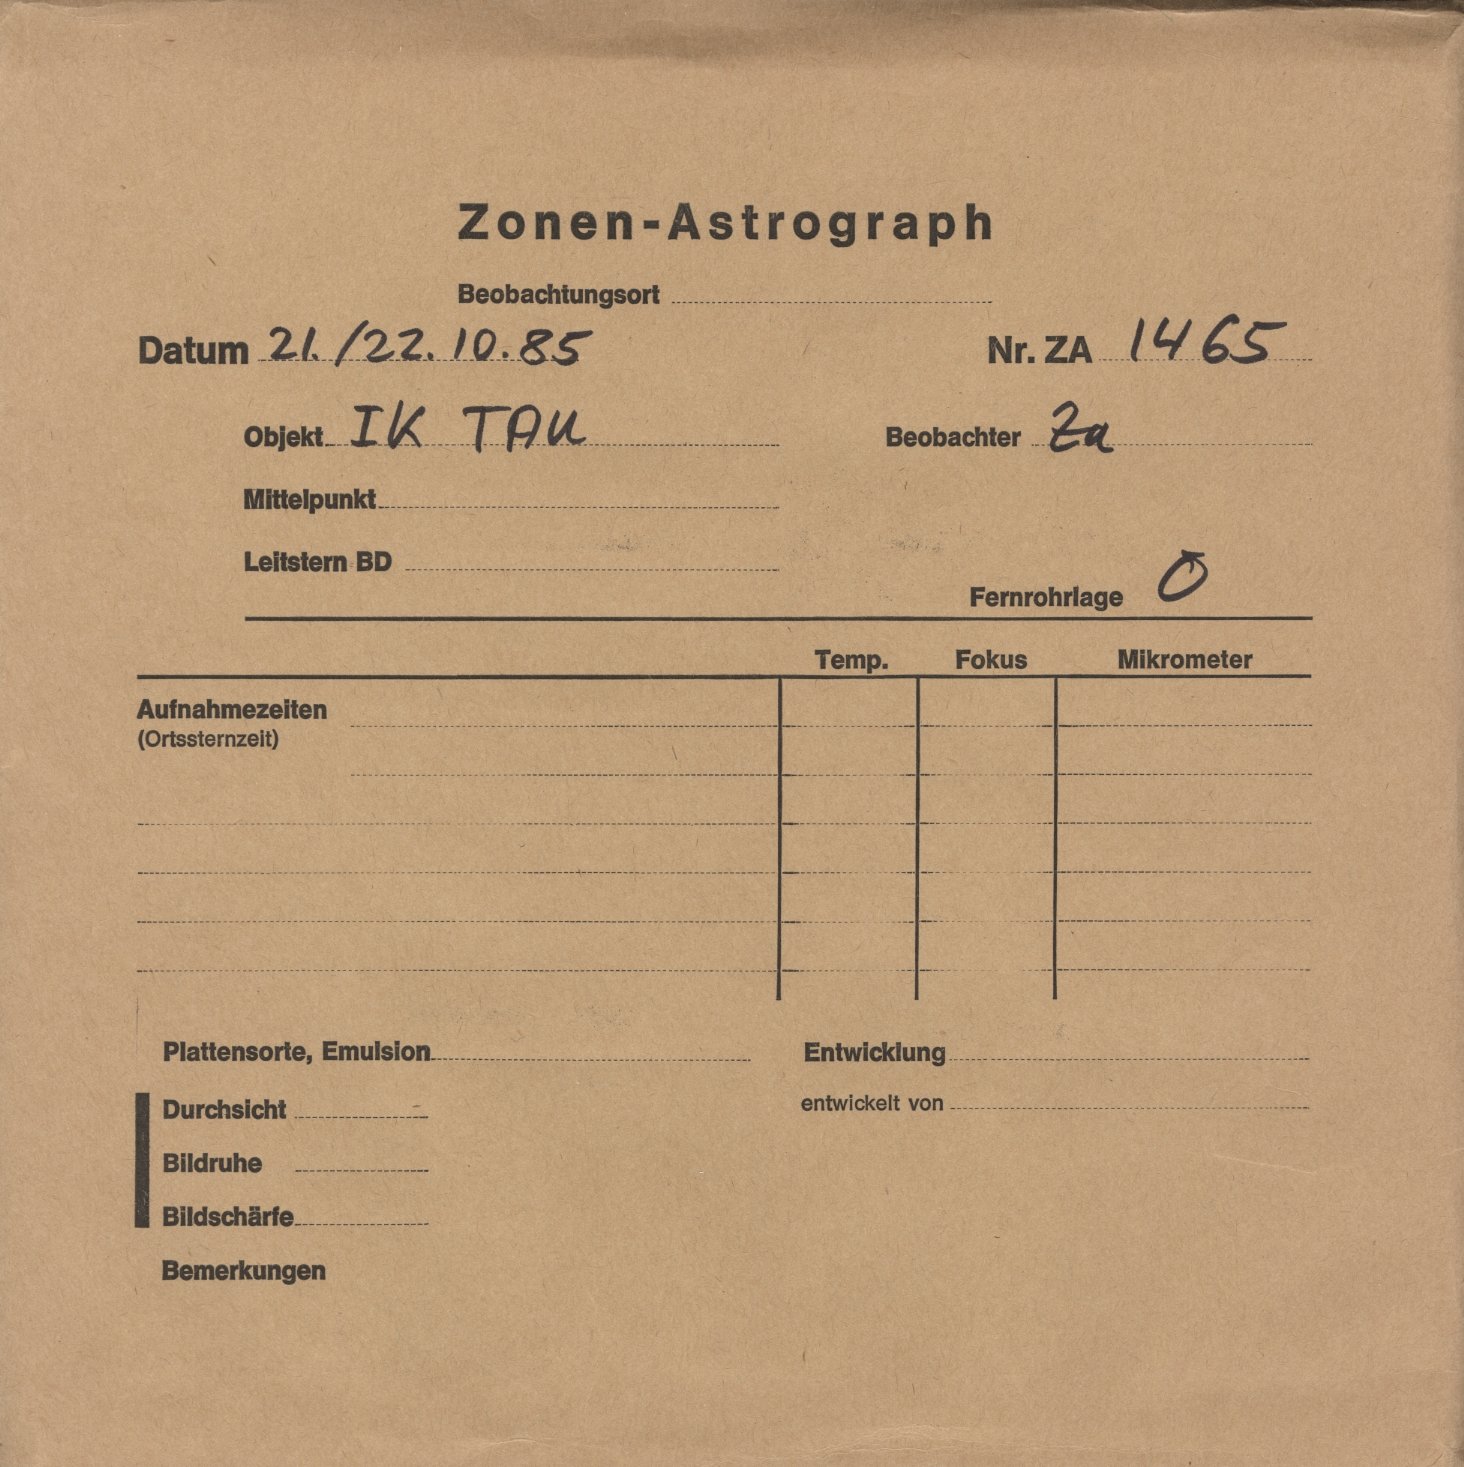 Zonen-Astrograph
Beobachtungsort
Datum 21./22.10.85 Nr. ZA 1465
Objekt IK TAU Beobachter Za
Mittelpunkt
Leitstern BD
Fernrohrlage O
Temp. Fokus Mikrometer
Aufnahmezeiten
(Ortssternzeit)
Plattensorte, Emulsion Entwicklung
Durchsicht entwickelt von
Bildruhe
Bildschärfe
Bemerkungen